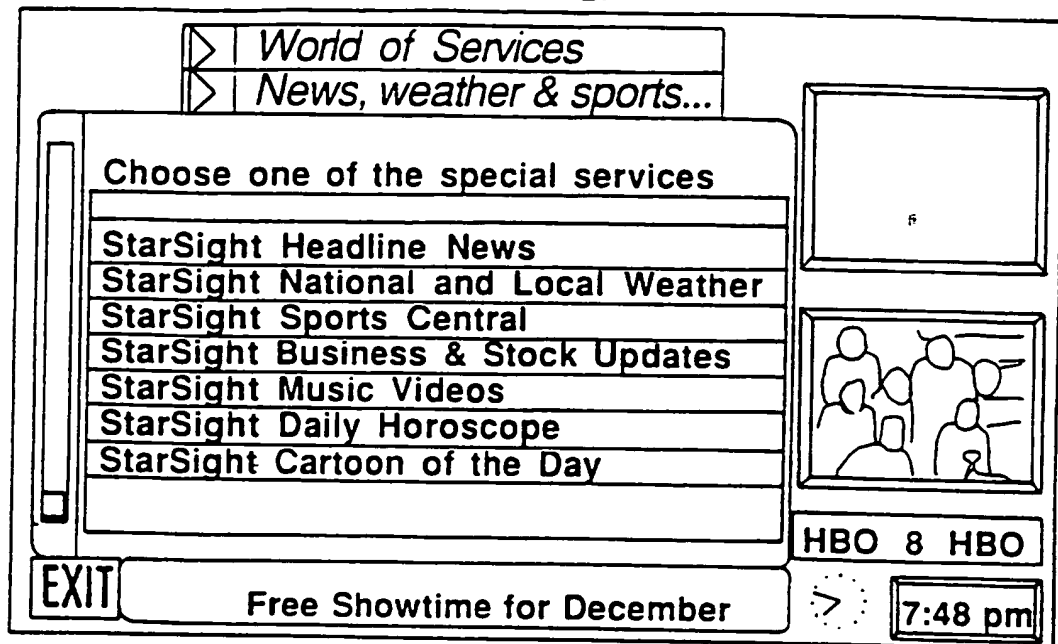 World of Services
News, weather & sports...
Choose one of the special services
StarSight Headline News
StarSight National and Local Weather
StarSight Sports Central
StarSight Business & Stock Updates
StarSight Music Videos
StarSight Daily Horoscope
StarSight Cartoon of the Day
HBO 8 HBO
EXIT
Free Showtime for December
7:48 pm